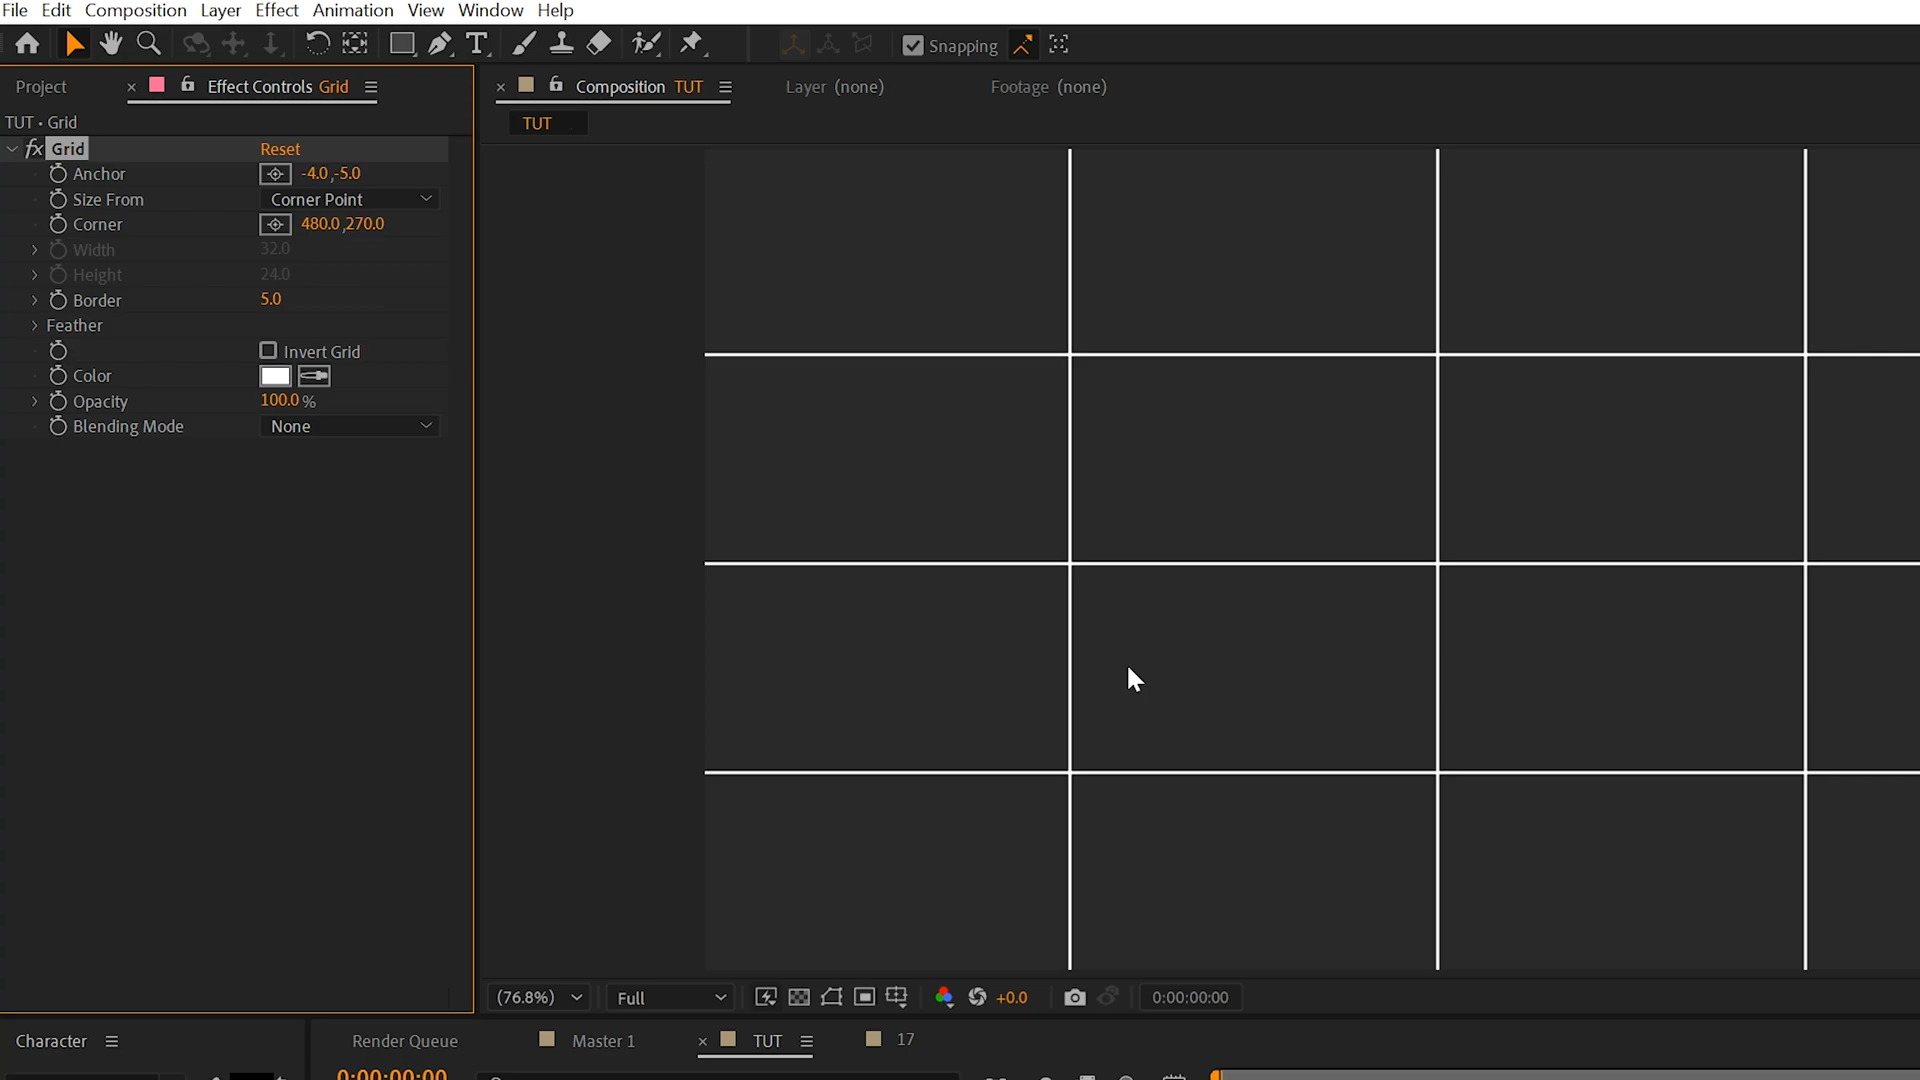 File Edit Composition Layer Effect Animation View Window Help
Snapping
Project × Effect Controls Grid
× Composition TUT Layer (none) Footage (none)
TUT • Grid
TUT
fx Grid Reset
Anchor -4.0,-5.0
Size From Corner Point
Corner 480.0,270.0
Width 32.0
Height 24.0
Border 5.0
Feather
Invert Grid
Color
Opacity 100.0 %
Blending Mode None
(76.8%) Full +0.0 0:00:00:00
Character Render Queue Master 1 × TUT 17
0:00:00:00